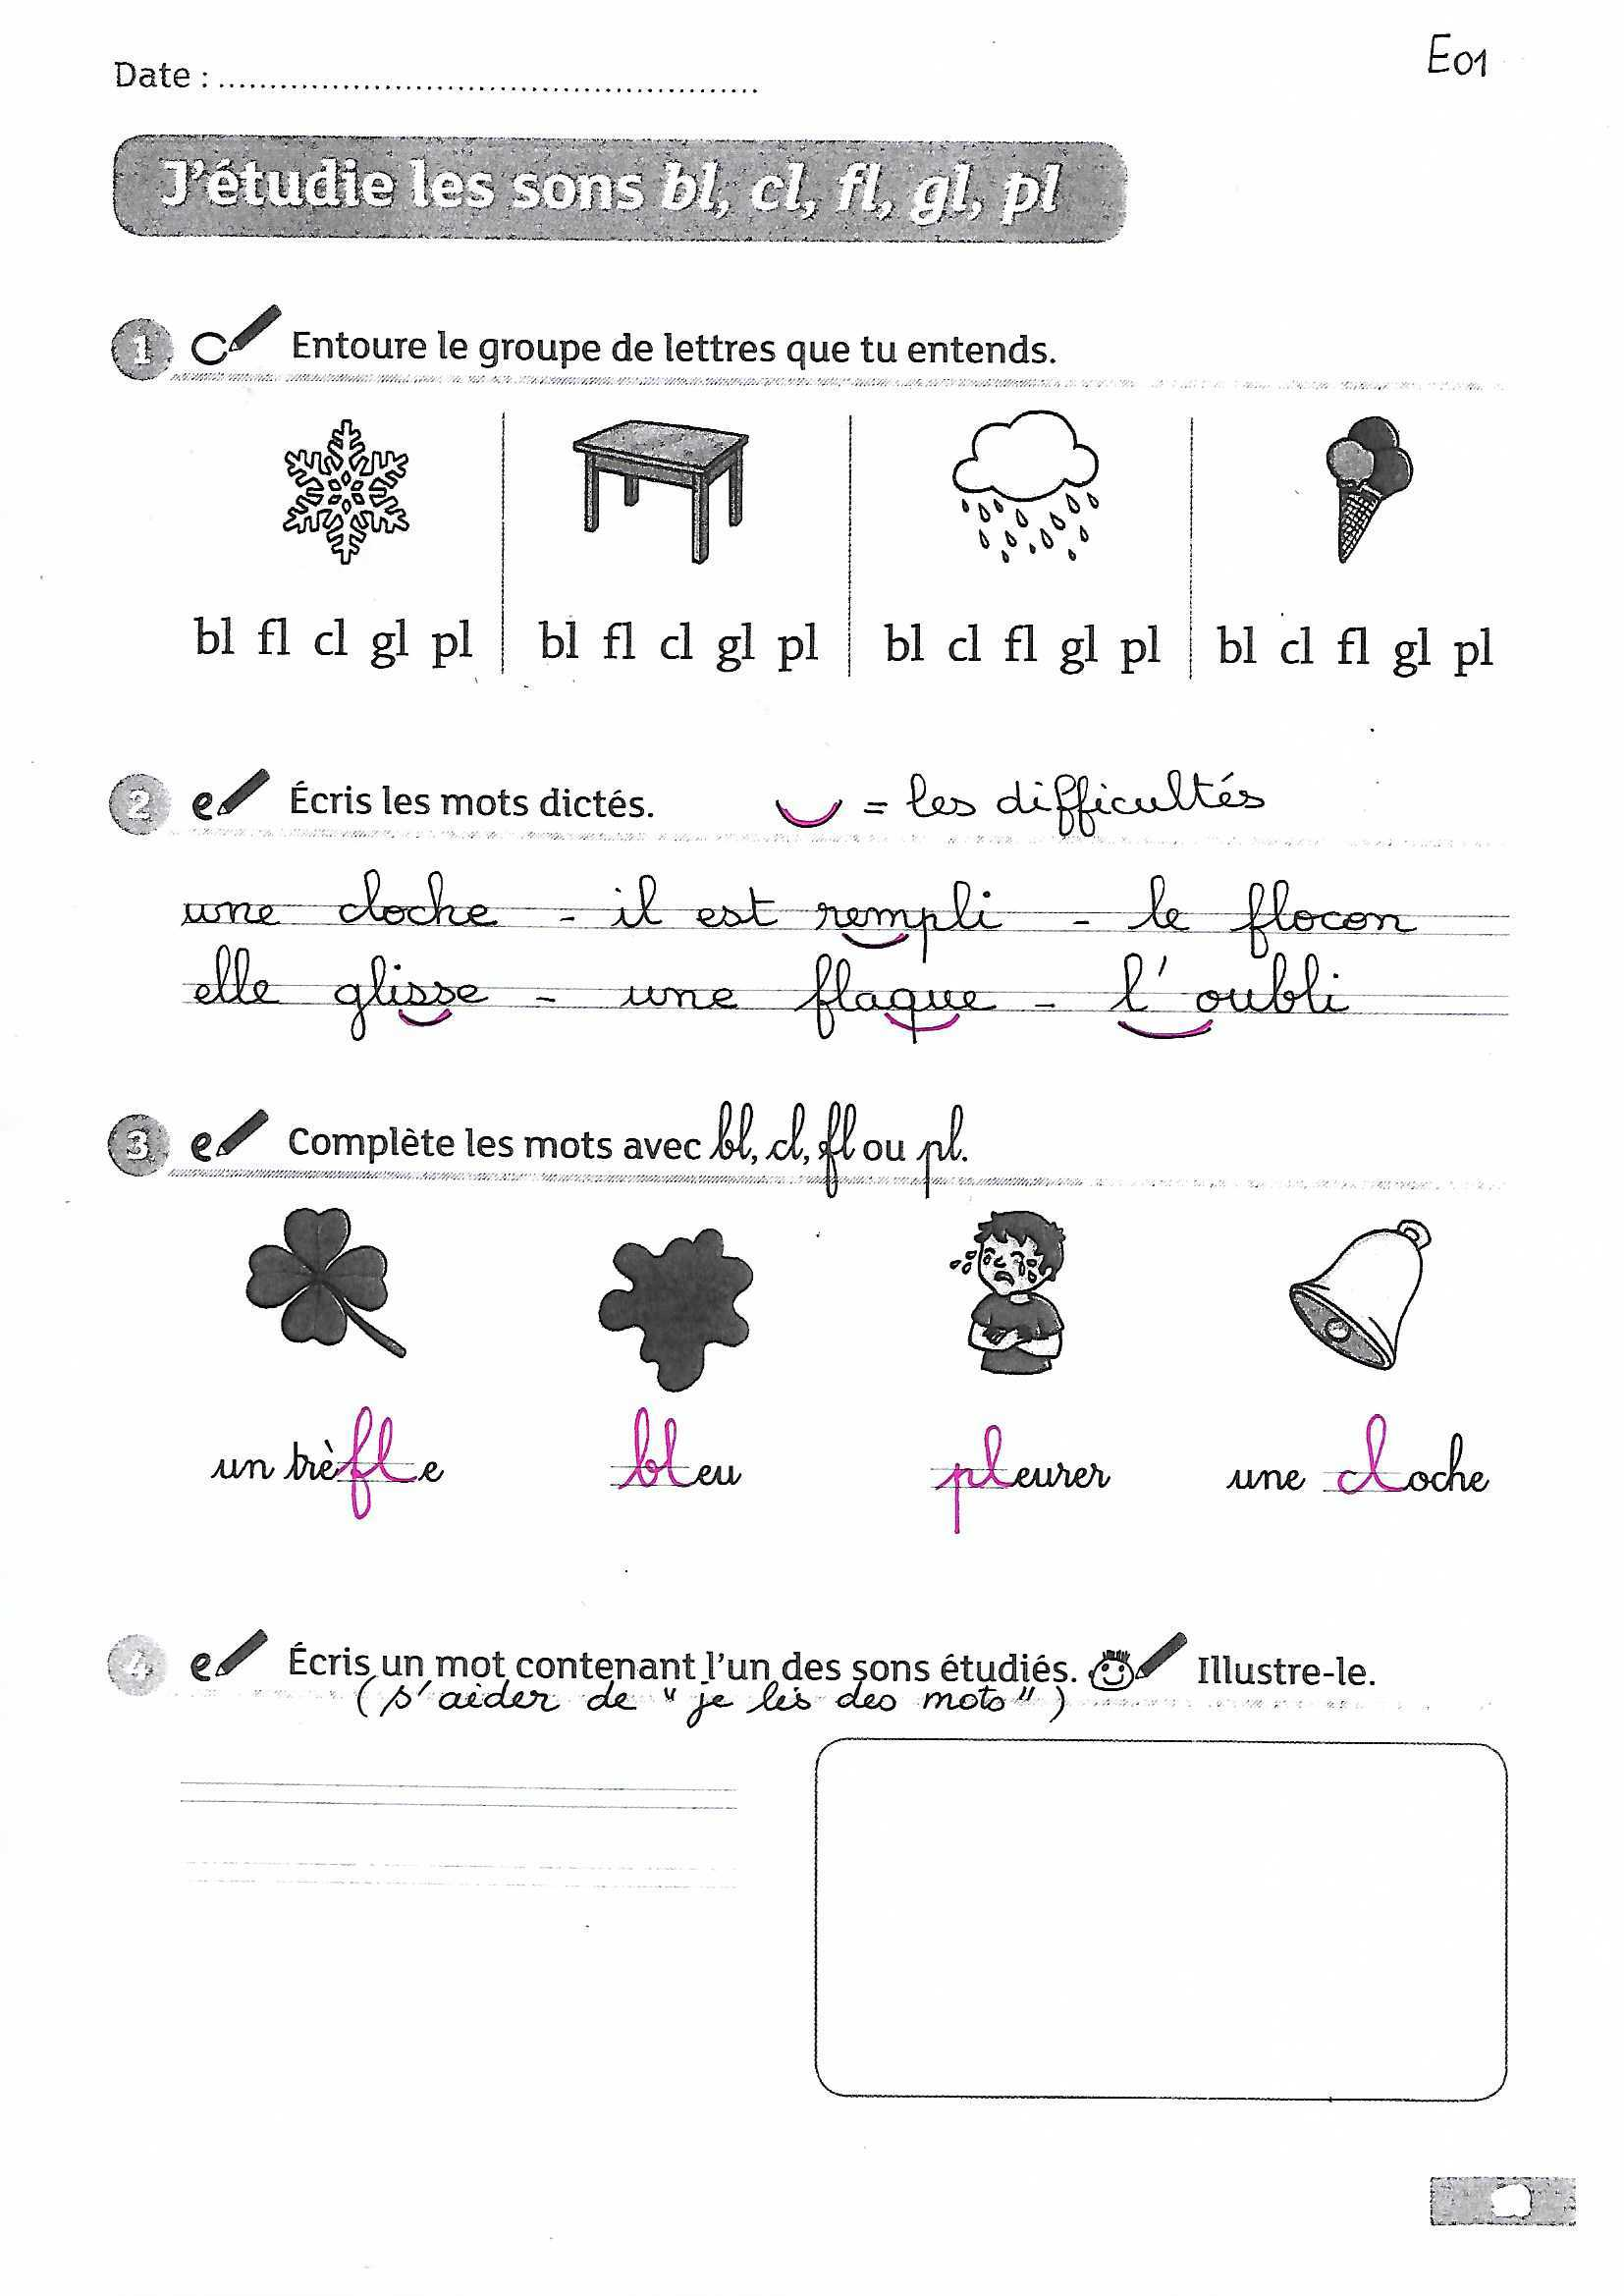 E01
Date : ......................................................
J'étudie les sons bl, cl, fl, gl, pl
1 Entoure le groupe de lettres que tu entends.
bl fl cl gl pl bl fl cl gl pl bl cl fl gl pl bl cl fl gl pl
2 e Écris les mots dictés. = les difficultés
une cloche - il est rempli - le flocon
elle glisse - une flaque - l'oubli
3 e Complète les mots avec bl, cl, fl ou pl.
un trèfle bleu pleurer une cloche
4 e Écris un mot contenant l'un des sons étudiés. Illustre-le.
(s'aider de "je lis des mots")